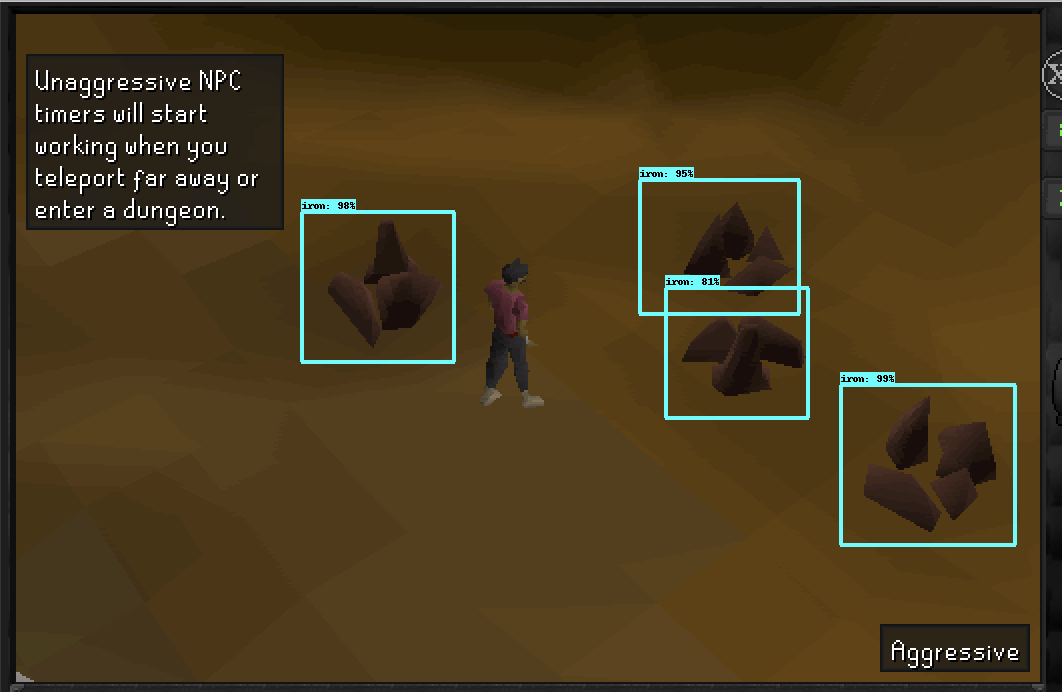 Unaggressive NPC
timers will start
working when you
teleport far away or
enter a dungeon.
iron: 95%
iron: 98%
iron: 81%
iron: 99%
Aggressive